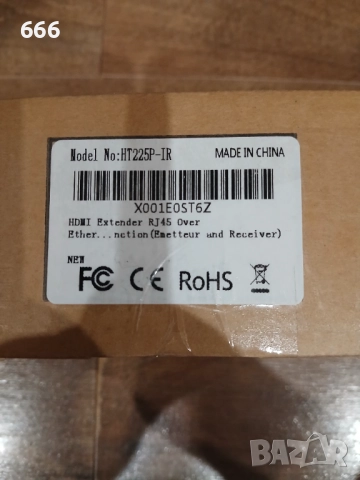 666
Model No:HT225P-IR MADE IN CHINA
X001E0ST6Z
HDMI Extender RJ45 Over
Ether...nction(Emetteur and Receiver)
NEW
FC CE RoHS
BAZAR